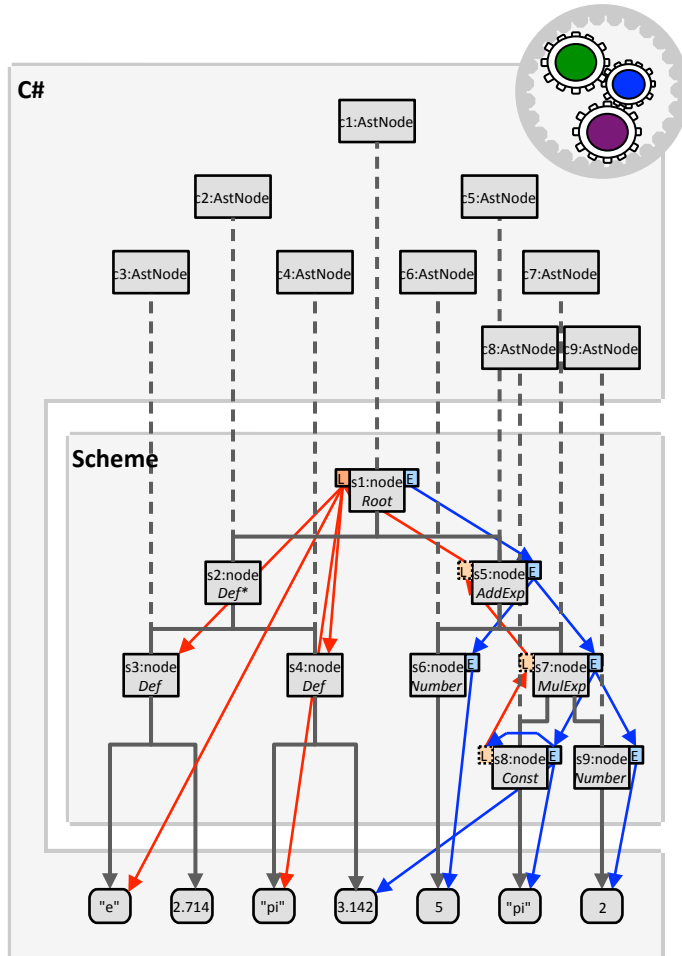 C#
c1:AstNode
c2:AstNode
c5:AstNode
c3:AstNode
c4:AstNode
c6:AstNode
c7:AstNode
c8:AstNode
c9:AstNode
Scheme
L
s1:node
Root
E
s2:node
Def*
L
s5:node
AddExp
E
s3:node
Def
s4:node
Def
s6:node
Number
E
L
s7:node
MulExp
E
L
s8:node
Const
E
s9:node
Number
E
"e"
2.714
"pi"
3.142
5
"pi"
2